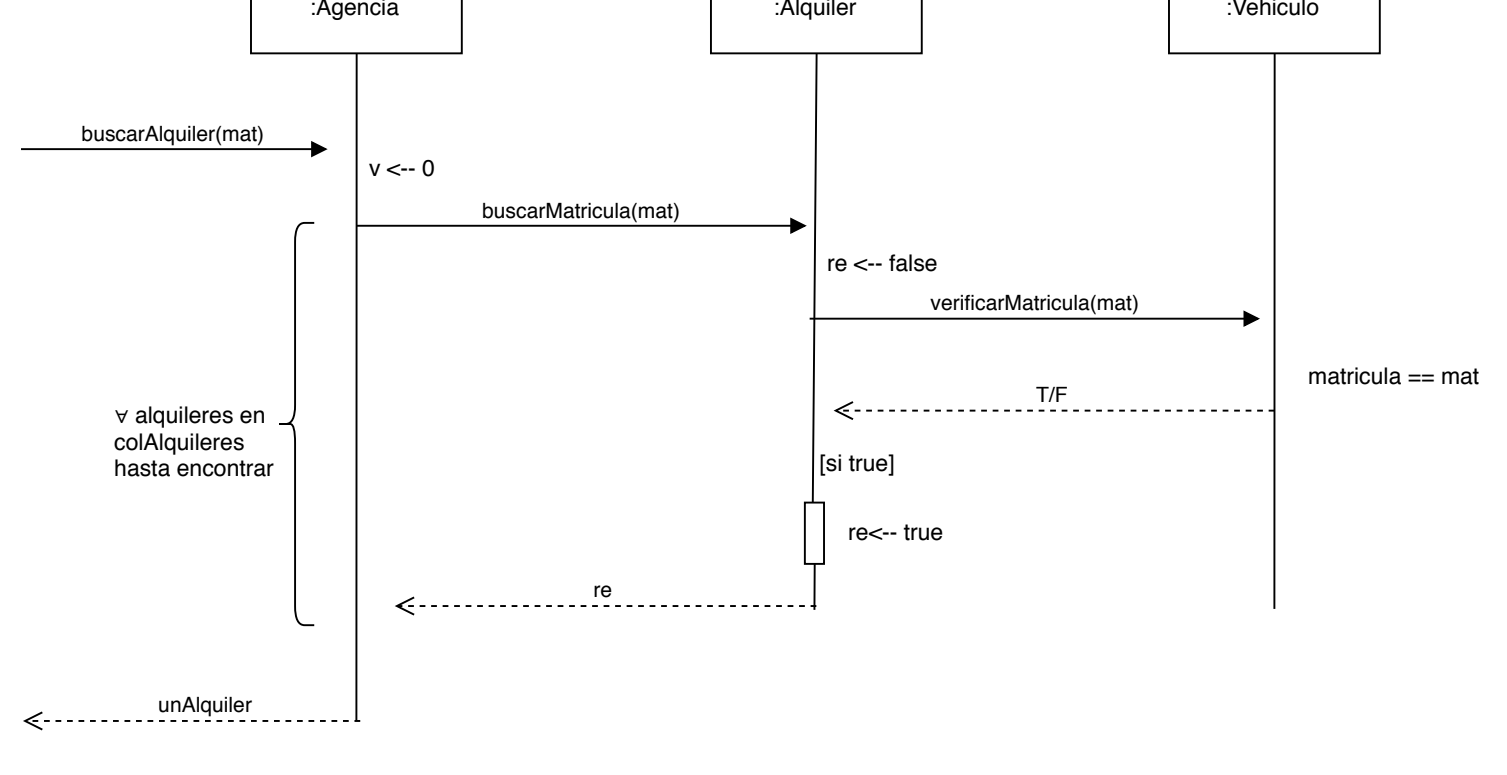 :Agencia
:Alquiler
:Vehiculo
buscarAlquiler(mat)
v <-- 0
buscarMatricula(mat)
re <-- false
verificarMatricula(mat)
matricula == mat
T/F
∀ alquileres en
colAlquileres
hasta encontrar
[si true]
re<-- true
re
unAlquiler